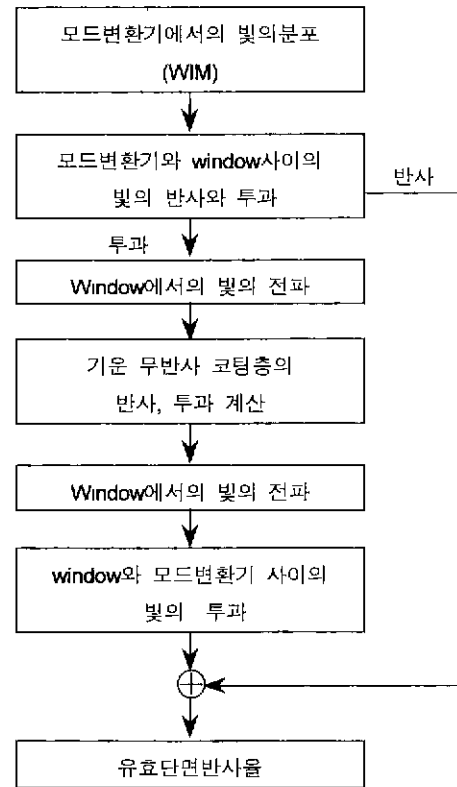 모드변환기에서의 빛의분포
(WIM)
모드변환기와 window사이의
빛의 반사와 투과
반사
투과
Window에서의 빛의 전파
기운 무반사 코팅층의
반사, 투과 계산
Window에서의 빛의 전파
window와 모드변환기 사이의
빛의 투과
유효단면반사율